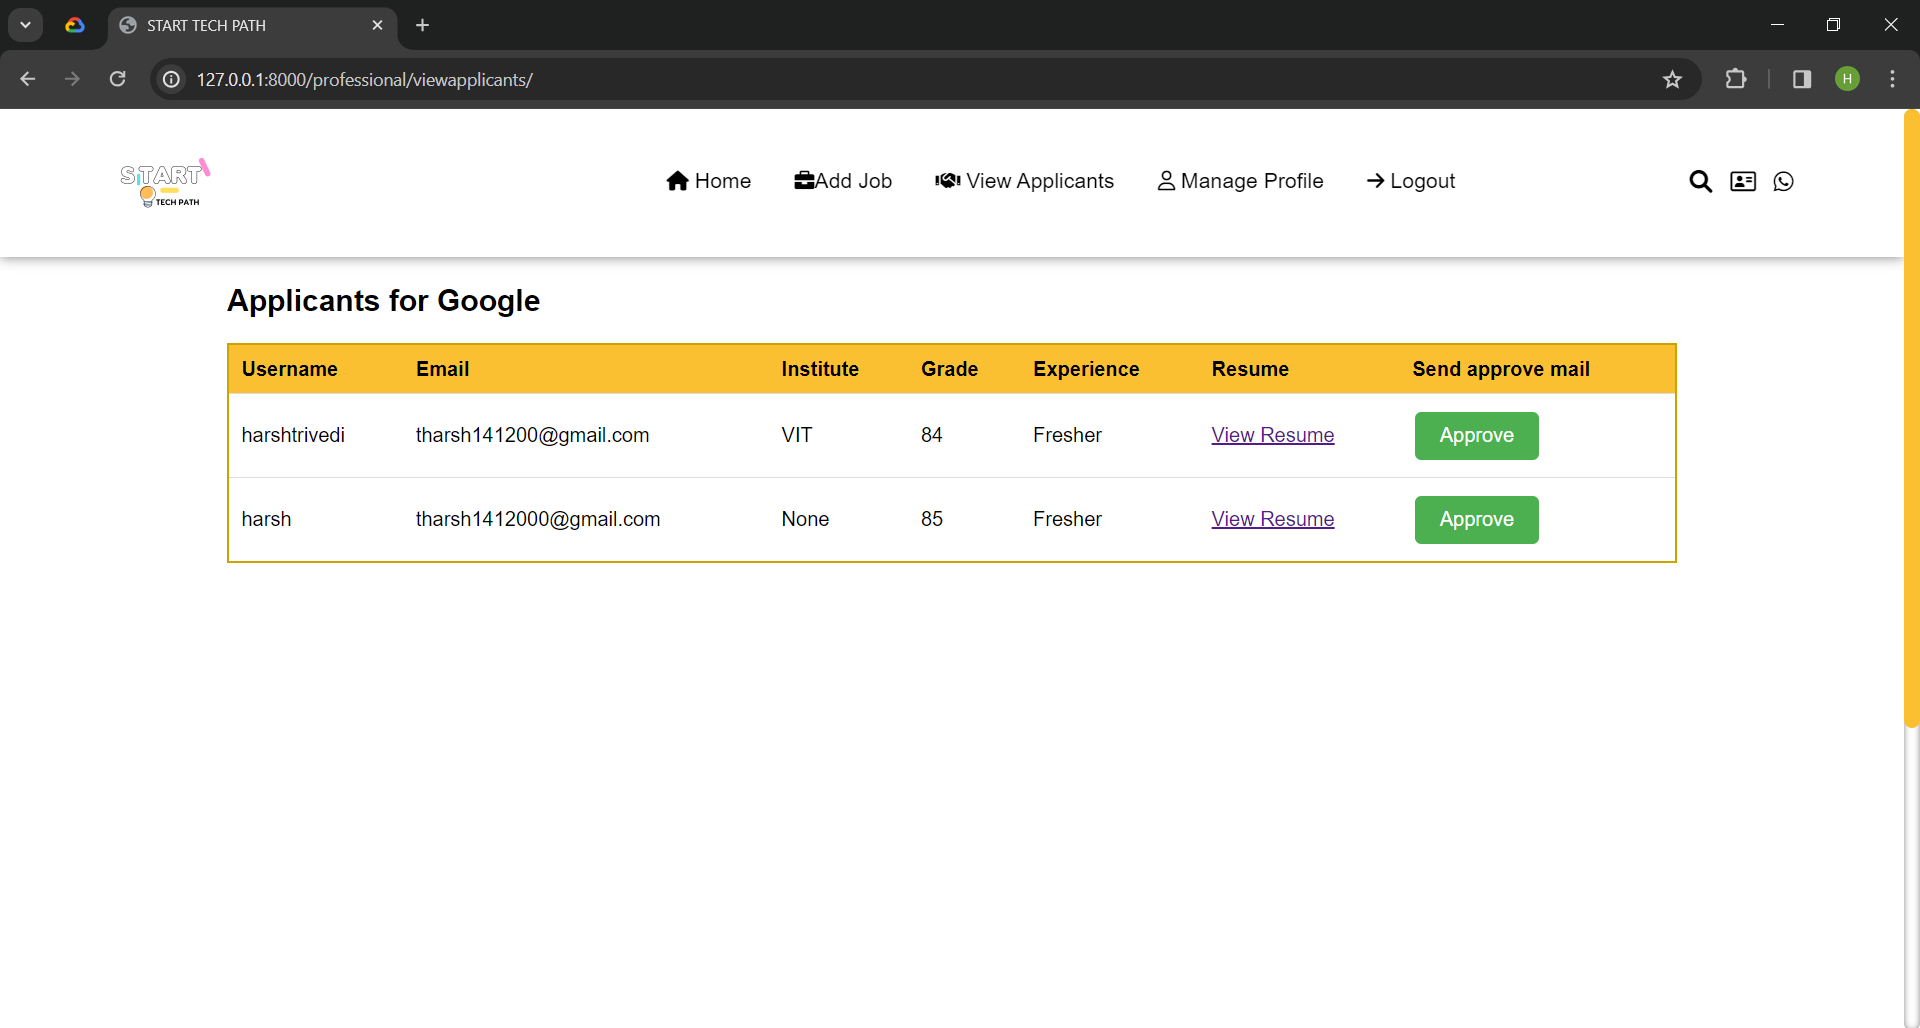 START TECH PATH
127.0.0.1:8000/professional/viewapplicants/
H
START
TECH PATH
Home Add Job View Applicants Manage Profile Logout
Applicants for Google
Username Email Institute Grade Experience Resume Send approve mail
harshtrivedi tharsh141200@gmail.com VIT 84 Fresher View Resume Approve
harsh tharsh1412000@gmail.com None 85 Fresher View Resume Approve